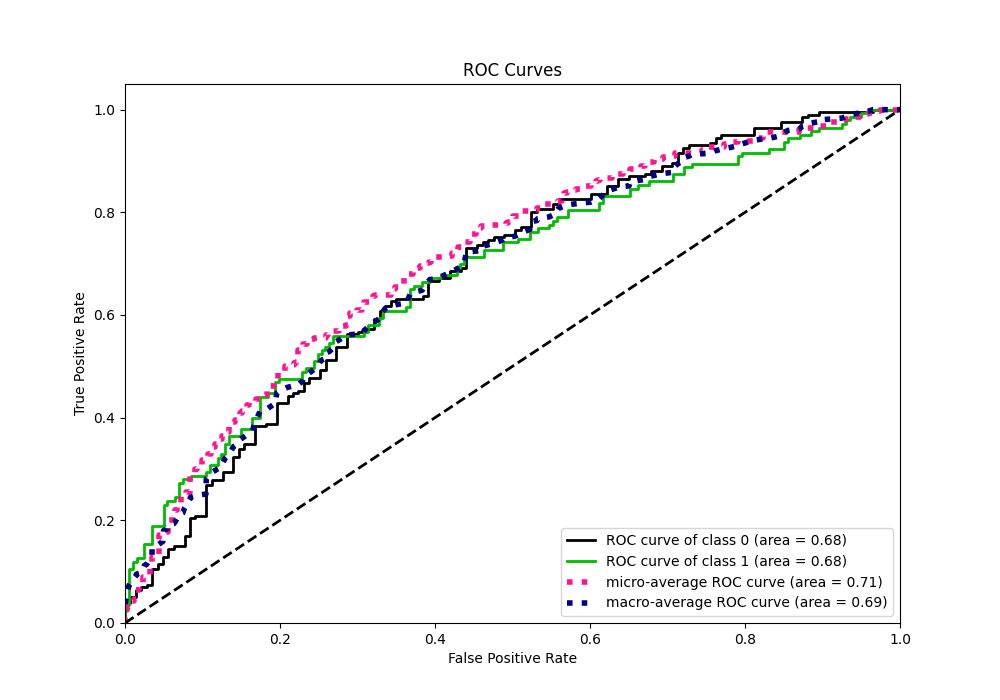 ROC Curves
True Positive Rate
1.0
0.8
0.6
0.4
0.2
0.0
ROC curve of class 0 (area = 0.68)
ROC curve of class 1 (area = 0.68)
micro-average ROC curve (area = 0.71)
macro-average ROC curve (area = 0.69)
0.0 0.2 0.4 0.6 0.8 1.0
False Positive Rate